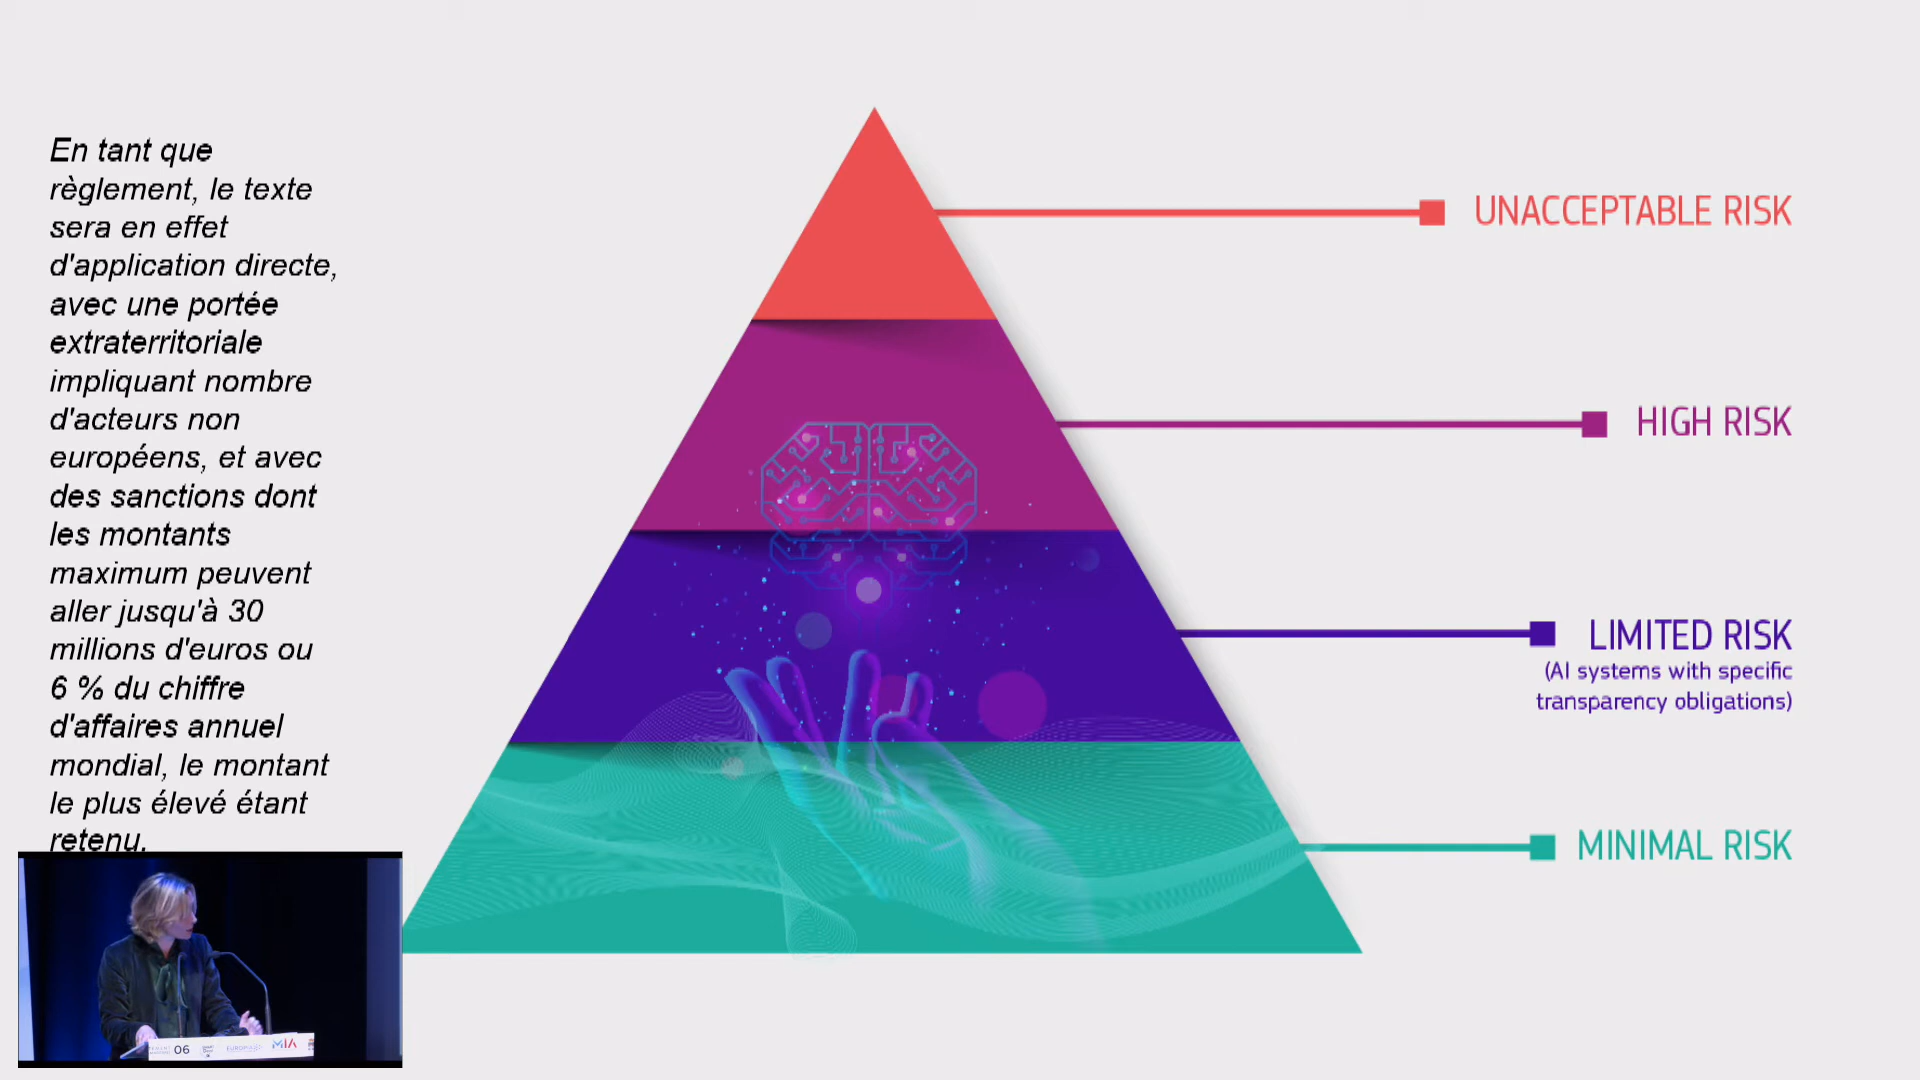 En tant que
règlement, le texte
sera en effet
d'application directe,
avec une portée
extraterritoriale
impliquant nombre
d'acteurs non
européens, et avec
des sanctions dont
les montants
maximum peuvent
aller jusqu'à 30
millions d'euros ou
6 % du chiffre
d'affaires annuel
mondial, le montant
le plus élevé étant
retenu.
UNACCEPTABLE RISK
HIGH RISK
LIMITED RISK
(AI systems with specific
transparency obligations)
MINIMAL RISK
06
MIA